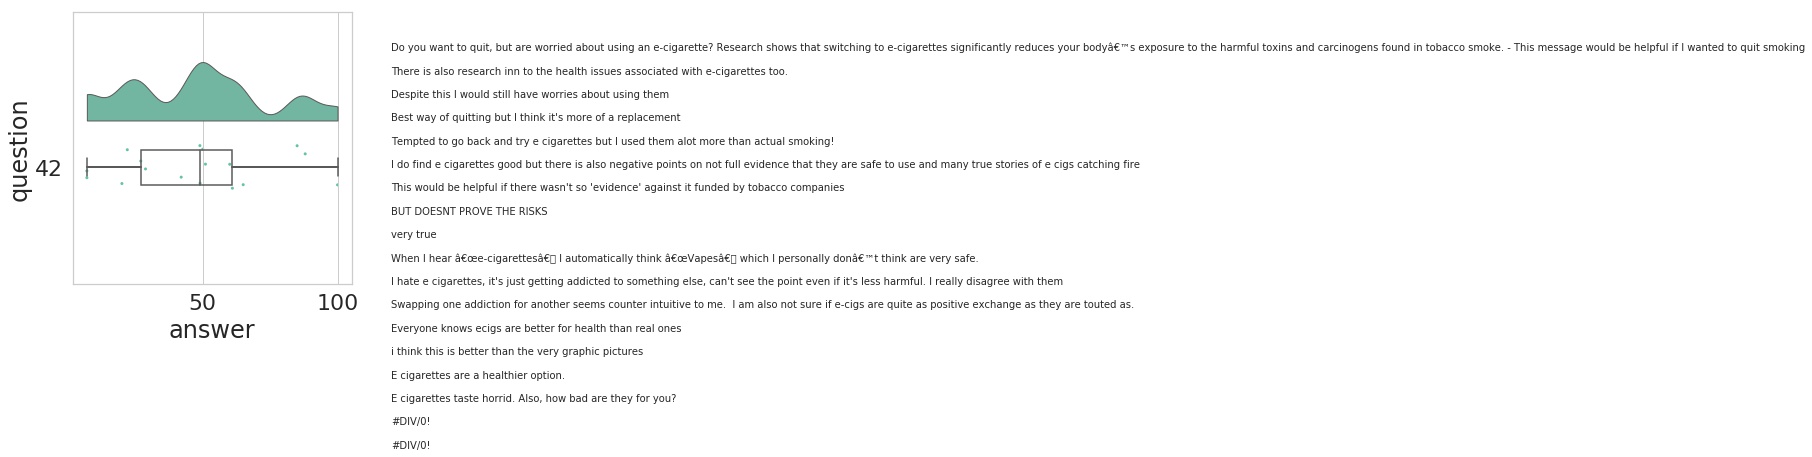 question
42
50
100
answer
Do you want to quit, but are worried about using an e-cigarette? Research shows that switching to e-cigarettes significantly reduces your bodyâ€™s exposure to the harmful toxins and carcinogens found in tobacco smoke. - This message would be helpful if I wanted to quit smoking
There is also research inn to the health issues associated with e-cigarettes too.
Despite this I would still have worries about using them
Best way of quitting but I think it's more of a replacement
Tempted to go back and try e cigarettes but I used them alot more than actual smoking!
I do find e cigarettes good but there is also negative points on not full evidence that they are safe to use and many true stories of e cigs catching fire
This would be helpful if there wasn't so 'evidence' against it funded by tobacco companies
BUT DOESNT PROVE THE RISKS
very true
When I hear â€œe-cigarettesâ€ I automatically think â€œVapesâ€ which I personally donâ€™t think are very safe.
I hate e cigarettes, it's just getting addicted to something else, can't see the point even if it's less harmful. I really disagree with them
Swapping one addiction for another seems counter intuitive to me.  I am also not sure if e-cigs are quite as positive exchange as they are touted as.
Everyone knows ecigs are better for health than real ones
i think this is better than the very graphic pictures
E cigarettes are a healthier option.
E cigarettes taste horrid. Also, how bad are they for you?
#DIV/0!
#DIV/0!